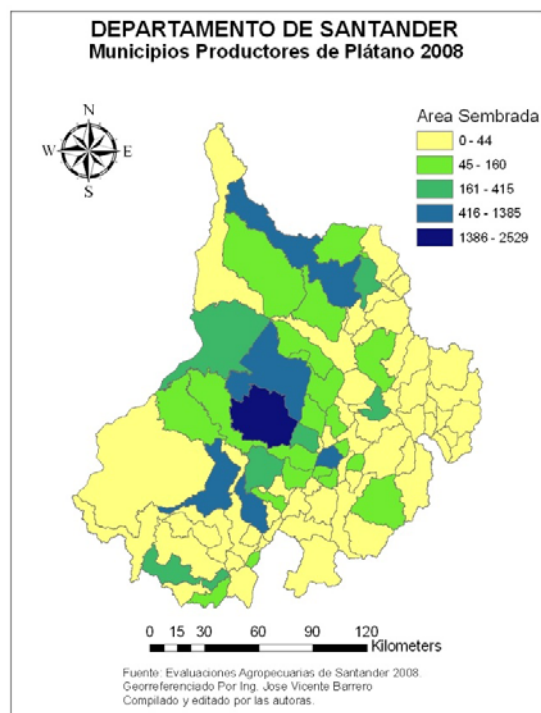 DEPARTAMENTO DE SANTANDER
Municipios Productores de Plátano 2008
N
W E
S
Area Sembrada
0 - 44
45 - 160
161 - 415
416 - 1385
1386 - 2529
0 15 30 60 90 120
Kilometers
Fuente: Evaluaciones Agropecuarias de Santander 2008.
Georreferenciado Por Ing. Jose Vicente Barrero
Compilado y editado por las autoras.